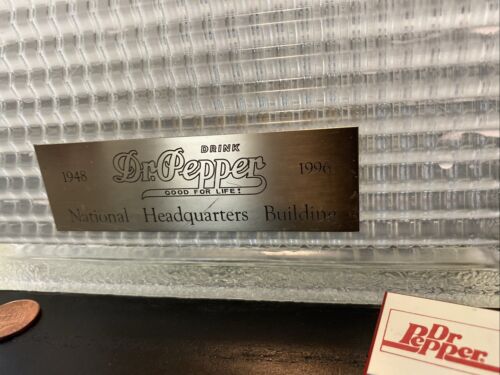 DRINK
1948 Dr. Pepper 1996
GOOD FOR LIFE!
National Headquarters Building
Dr
Pepper